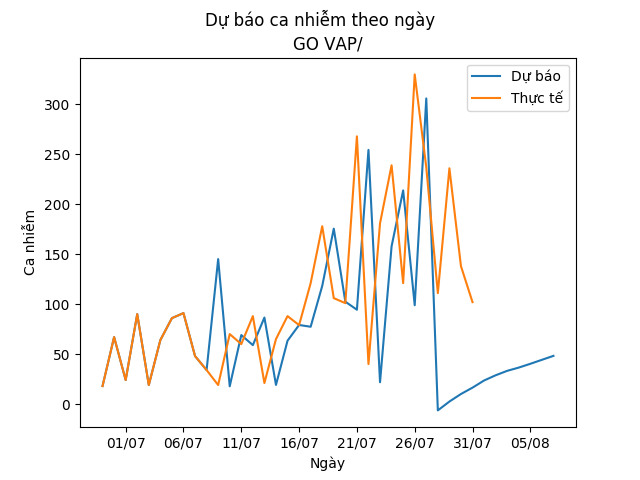 Dự báo ca nhiễm theo ngày
GO VAP/
Dự báo
Thực tế
Ca nhiễm
300
250
200
150
100
50
0
01/07 06/07 11/07 16/07 21/07 26/07 31/07 05/08
Ngày